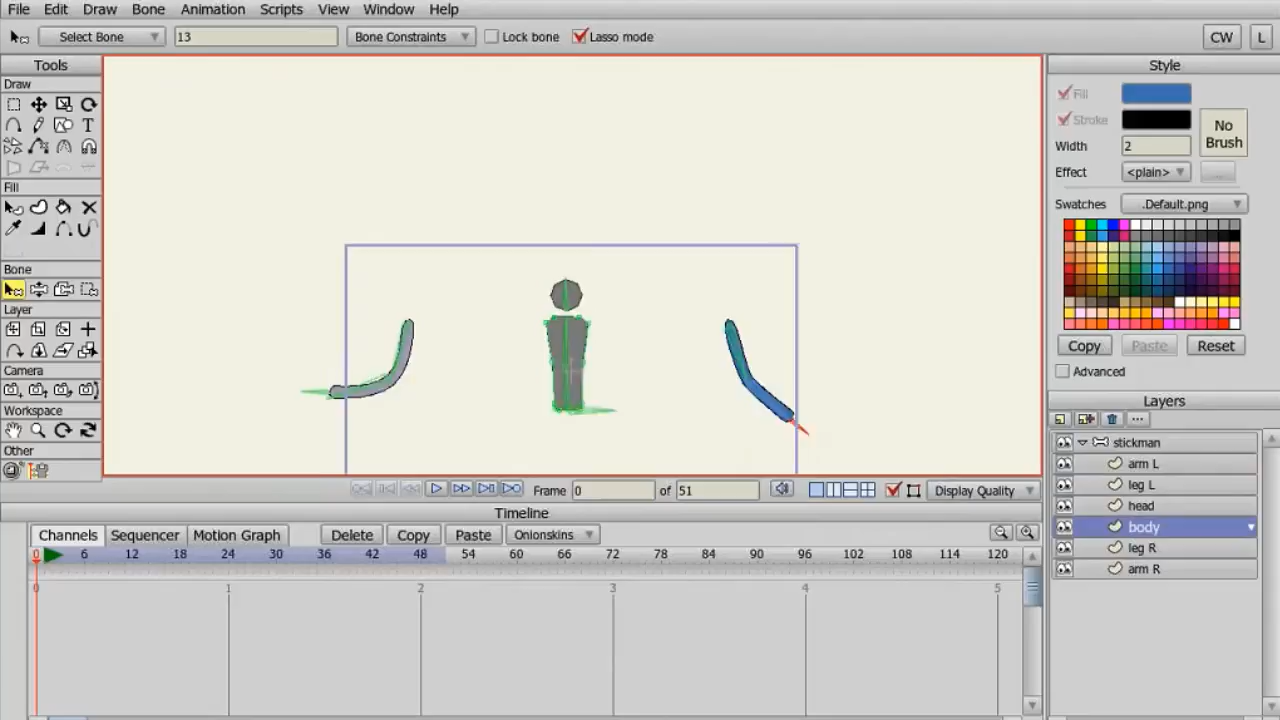 File Edit Draw Bone Animation Scripts View Window Help
Select Bone 13 Bone Constraints Lock bone Lasso mode CW L
Tools
Draw
T
Fill
Bone
Layer
Camera
Workspace
Other
Style
Fill
Stroke
No Brush
Width 2
Effect <plain> ...
Swatches .Default.png
Copy Paste Reset
Advanced
Layers
...
stickman
arm L
leg L
head
body
leg R
arm R
Frame 0 of 51 Display Quality
Timeline
Channels Sequencer Motion Graph Delete Copy Paste Onionskins
0 6 12 18 24 30 36 42 48 54 60 66 72 78 84 90 96 102 108 114 120
0 1 2 3 4 5